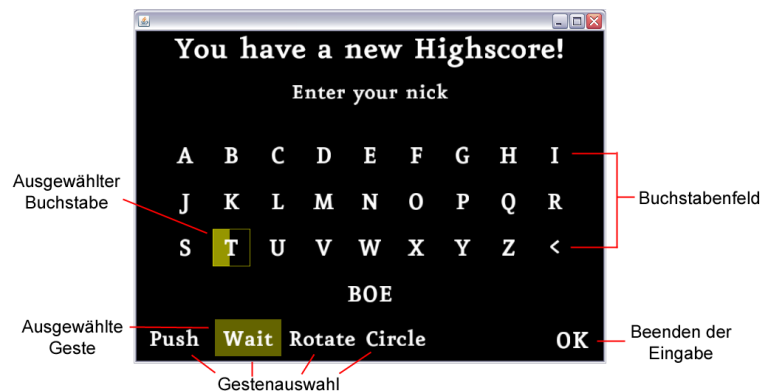 You have a new Highscore!
Enter your nick
A B C D E F G H I
Ausgewählter
Buchstabe
J K L M N O P Q R
Buchstabenfeld
S T U V W X Y Z <
BOE
Ausgewählte
Geste
Push Wait Rotate Circle OK
Beenden der
Eingabe
Gestenauswahl